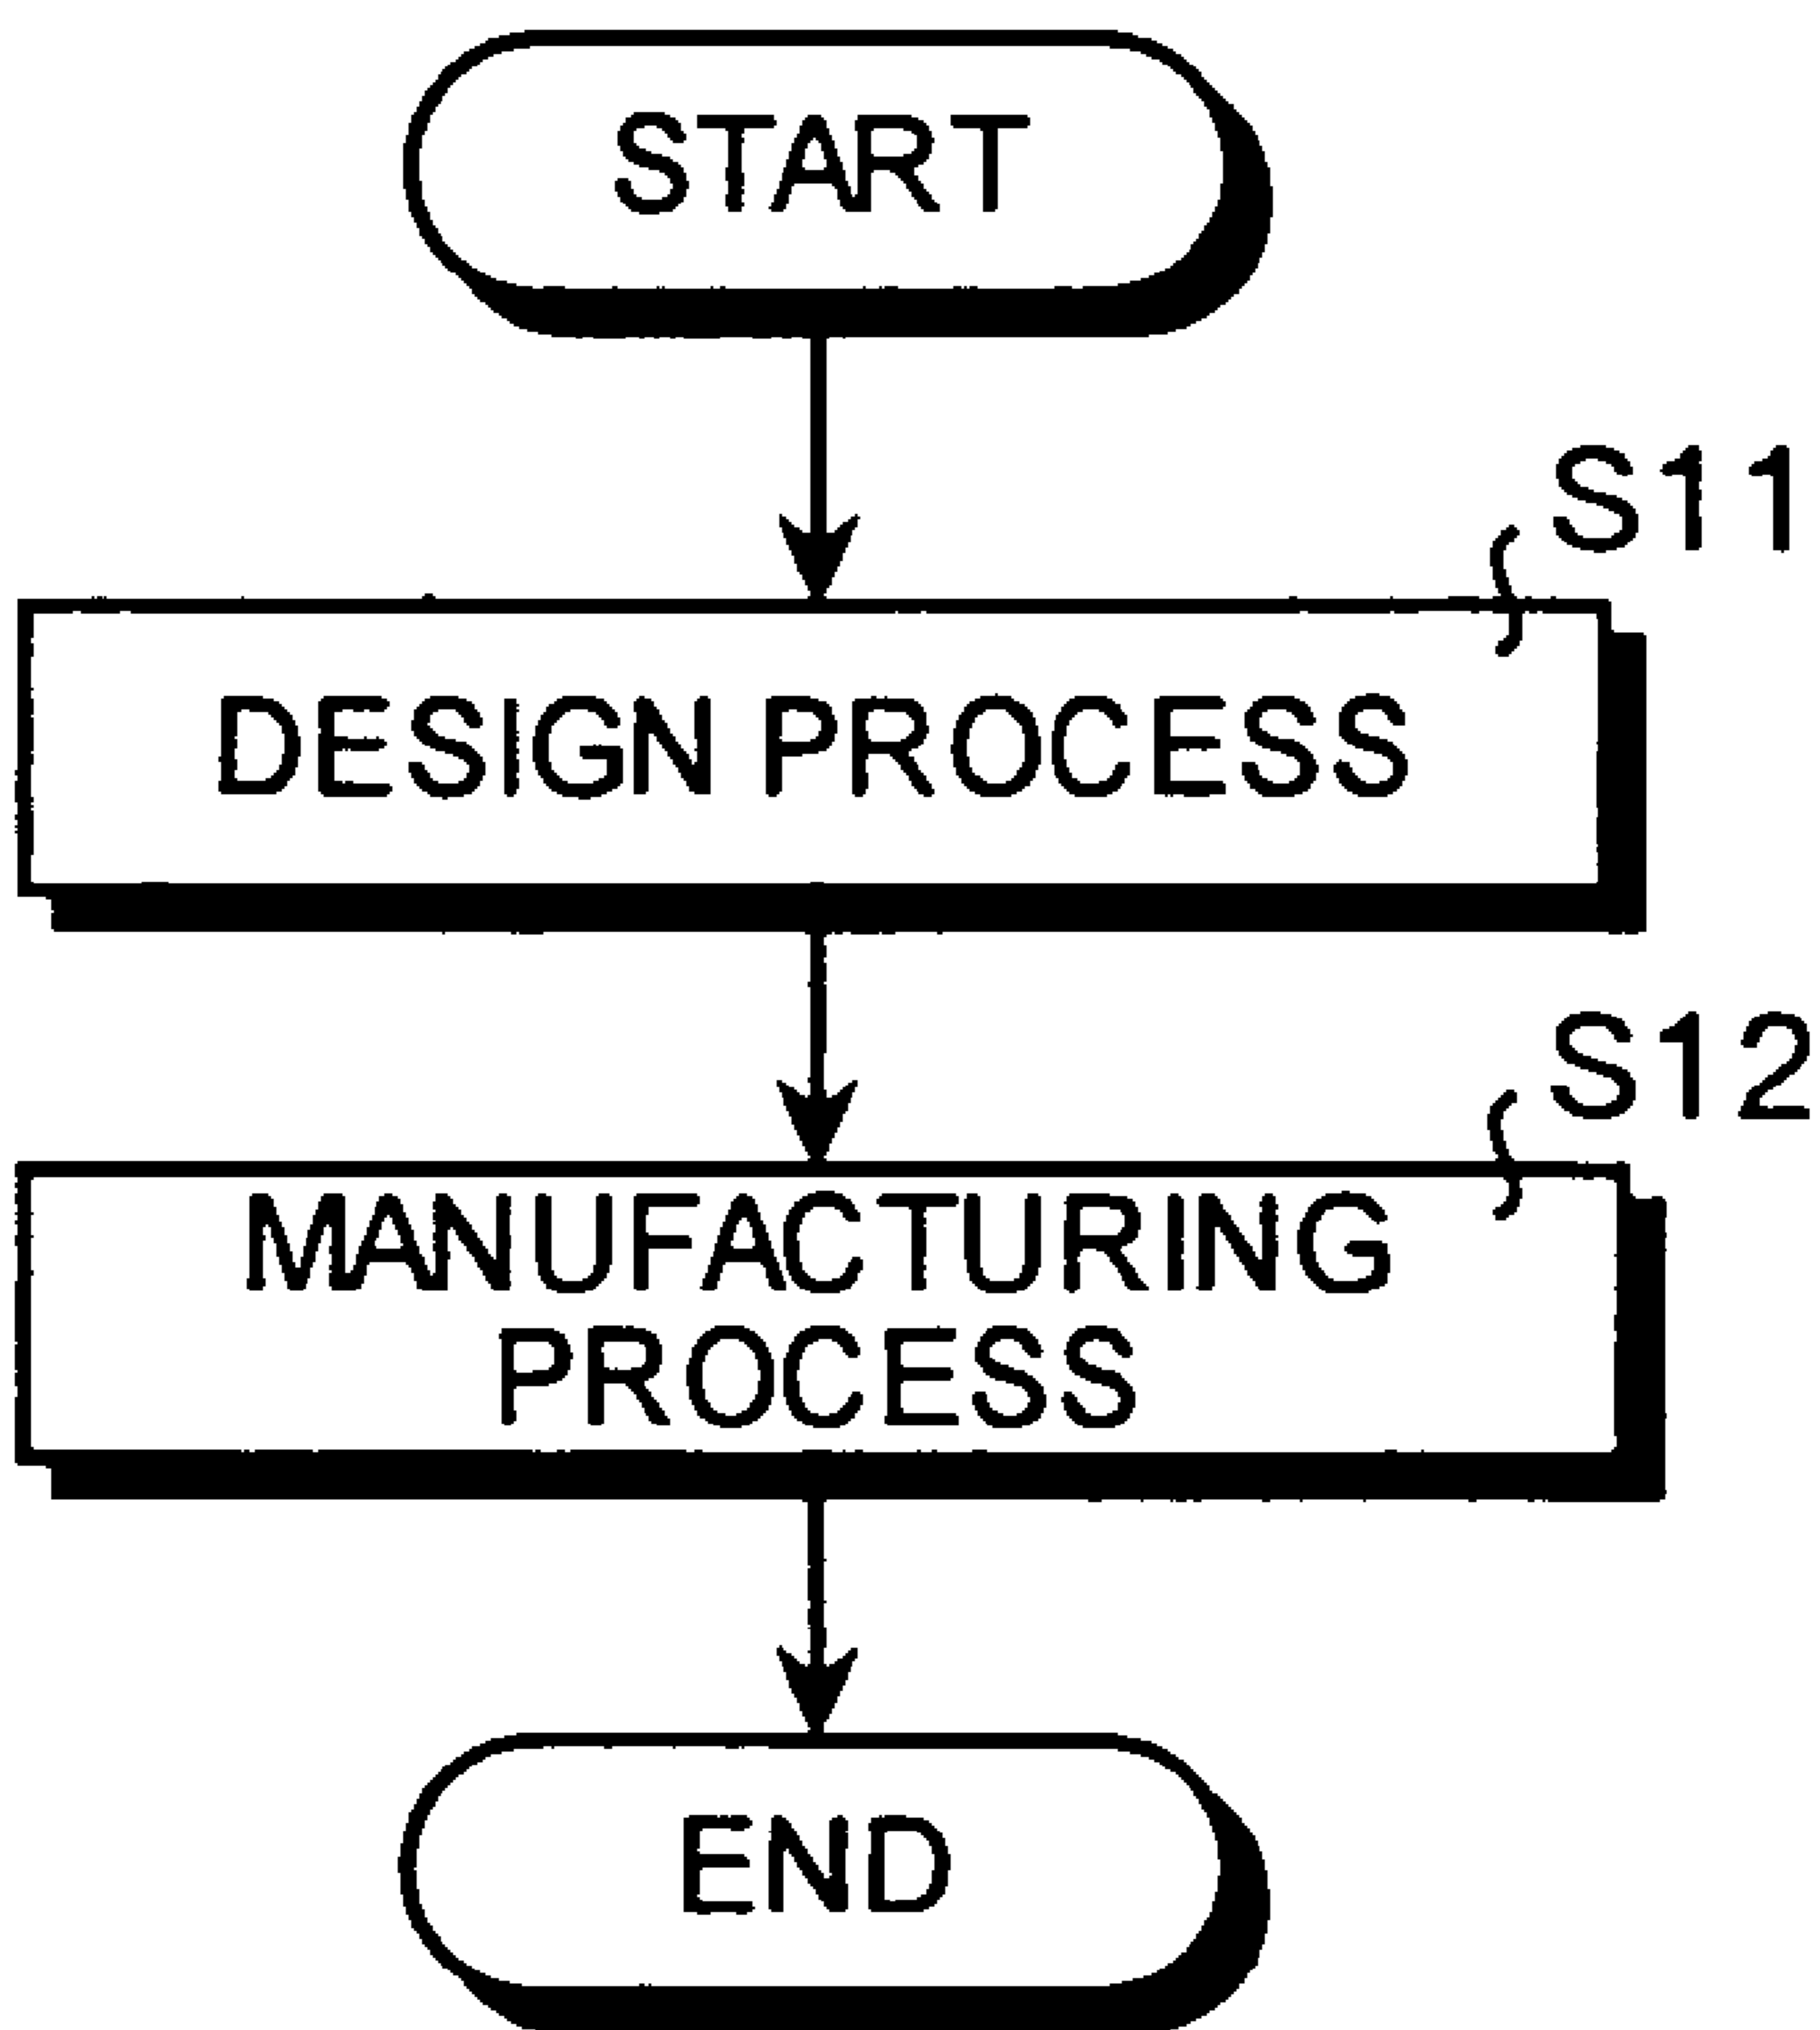 START
S11
DESIGN PROCESS
S12
MANUFACTURING
PROCESS
END